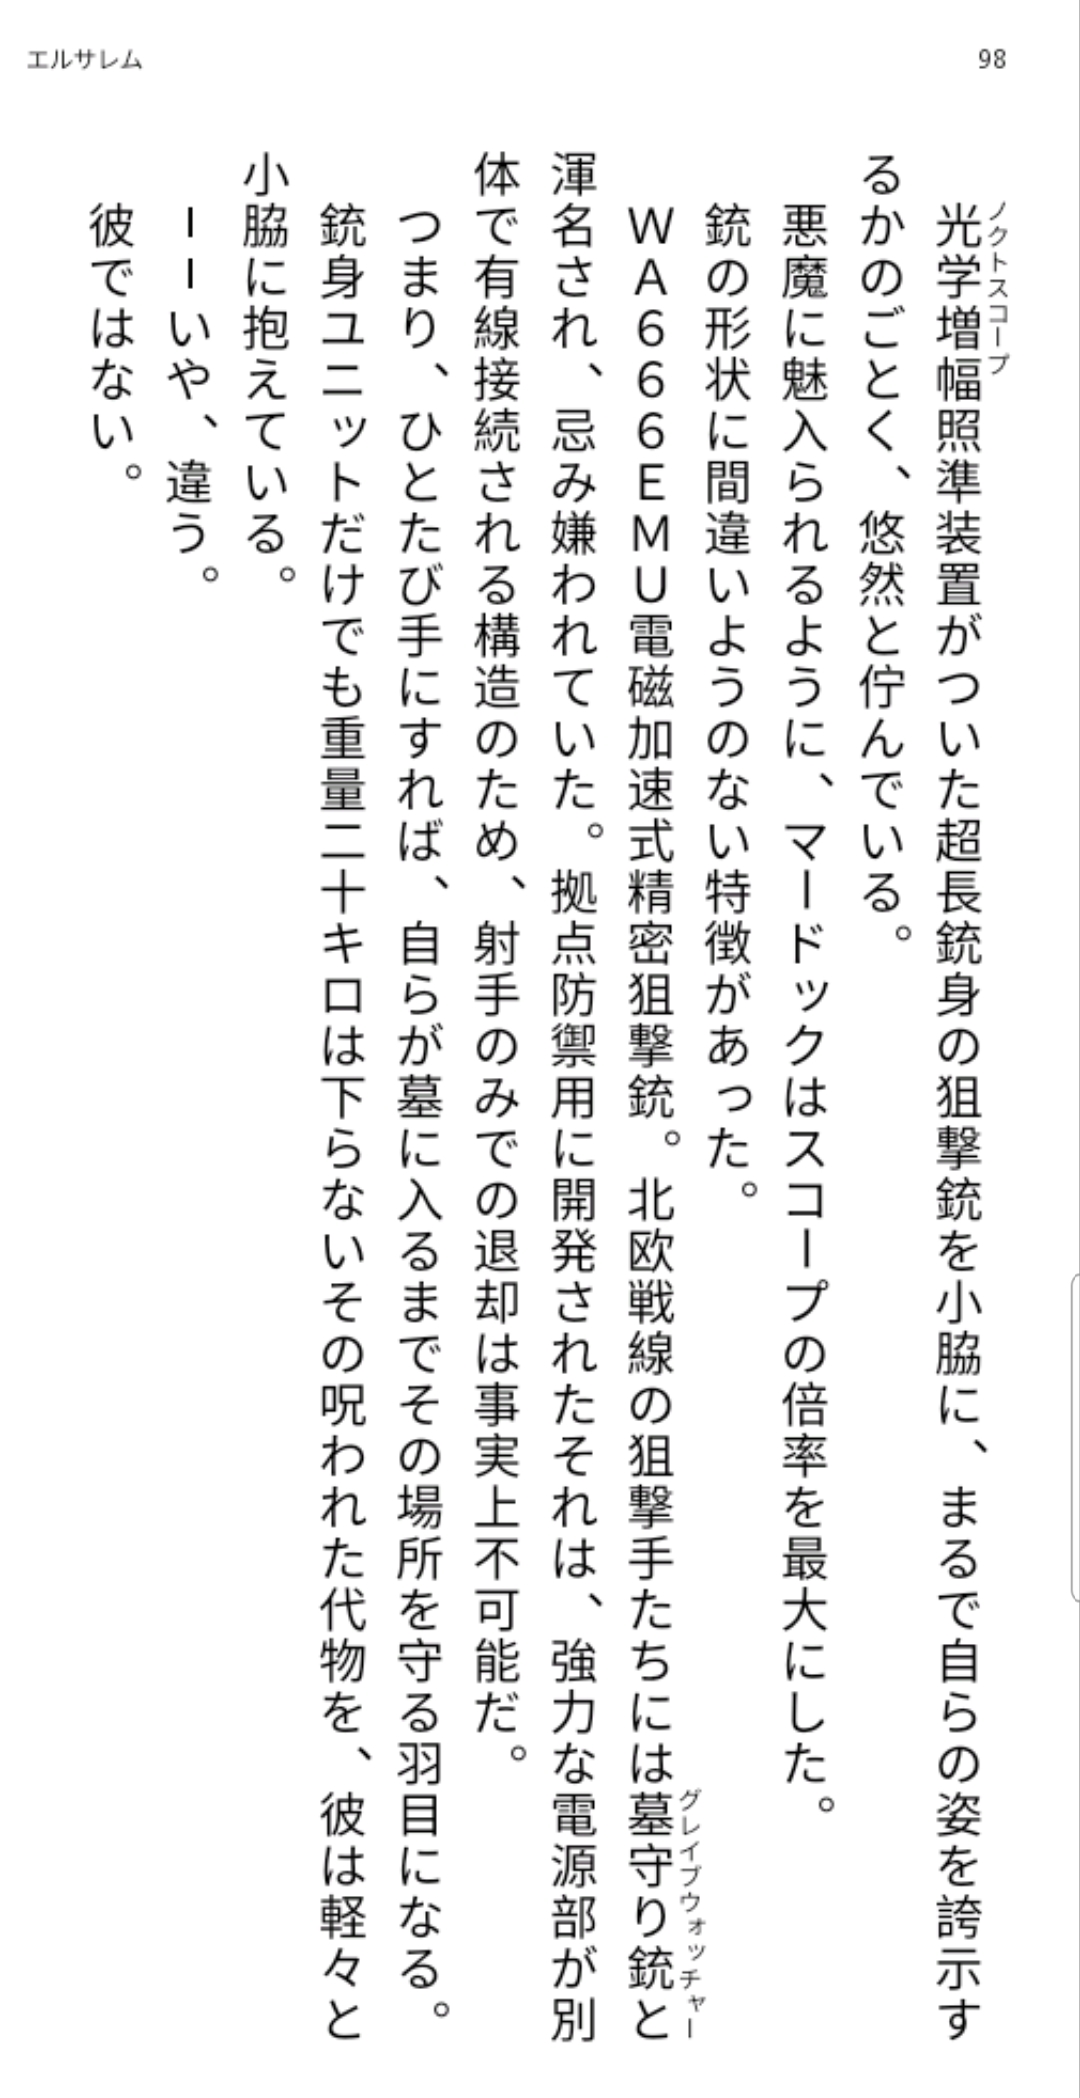 エルサレム
98
光学増幅照準装置がついた超長銃身の狙撃銃を小脇に、まるで自らの姿を誇示す
ノクトスコープ
るかのごとく、悠然と佇んでいる。
悪魔に魅入られるように、マードックはスコープの倍率を最大にした。
銃の形状に間違いようのない特徴があった。
ＷＡ６６６ＥＭＵ電磁加速式精密狙撃銃。北欧戦線の狙撃手たちには墓守り銃と
グレイブウォッチャー
渾名され、忌み嫌われていた。拠点防禦用に開発されたそれは、強力な電源部が別
体で有線接続される構造のため、射手のみでの退却は事実上不可能だ。
つまり、ひとたび手にすれば、自らが墓に入るまでその場所を守る羽目になる。
銃身ユニットだけでも重量二十キロは下らないその呪われた代物を、彼は軽々と
小脇に抱えている。
ーーいや、違う。
彼ではない。